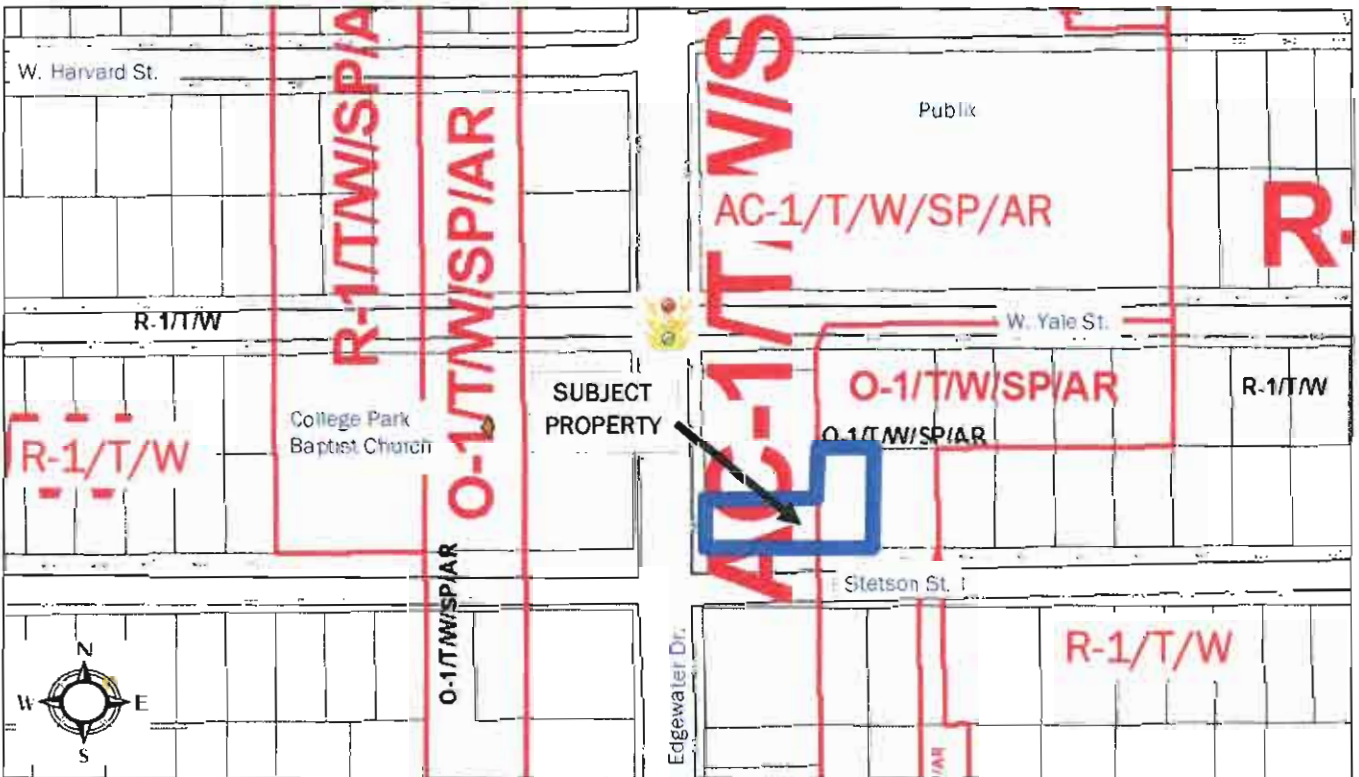 W. Harvard St.
R-1/T/W/SP/A
O-1/T/W/SP/AR
AC-1/T/W/S
Publix
AC-1/T/W/SP/AR
R-
R-1/T/W
W. Yale St.
SUBJECT
PROPERTY
O-1/T/W/SP/AR
R-1/T/W
College Park
Baptist Church
O-1/T/W/SP/AR
R-1/T/W
Stetson St.
O-1/T/W/SP/AR
Edgewater Dr.
R-1/T/W
/AR
N
W
E
S